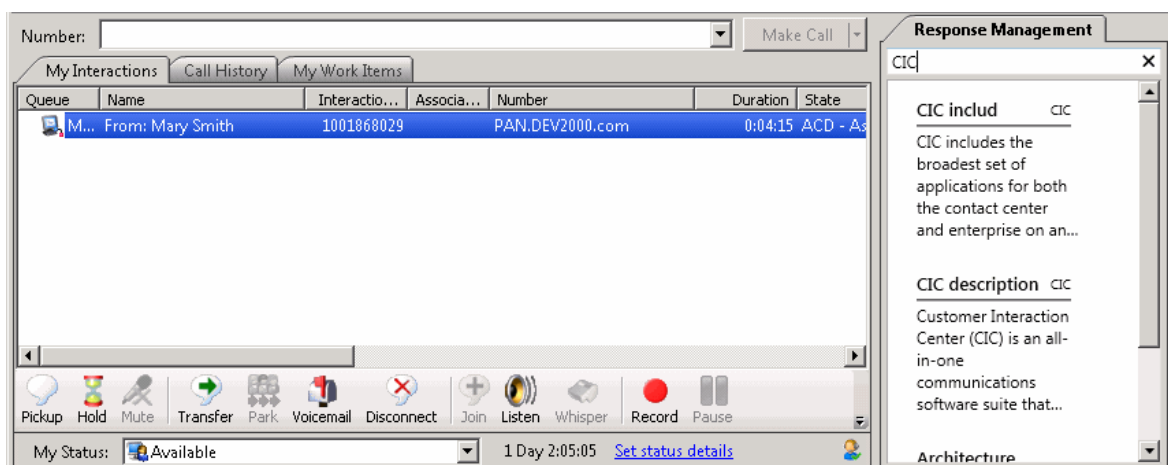 Number: Make Call
My Interactions Call History My Work Items
Queue Name Interactio... Associa... Number Duration State
M... From: Mary Smith 1001868029 PAN.DEV2000.com 0:04:15 ACD - As
Pickup Hold Mute Transfer Park Voicemail Disconnect Join Listen Whisper Record Pause
My Status: Available 1 Day 2:05:05 Set status details
Response Management
CIC
CIC includ CIC
CIC includes the
broadest set of
applications for both
the contact center
and enterprise on an...
CIC description CIC
Customer Interaction
Center (CIC) is an all-
in-one
communications
software suite that...
Architecture